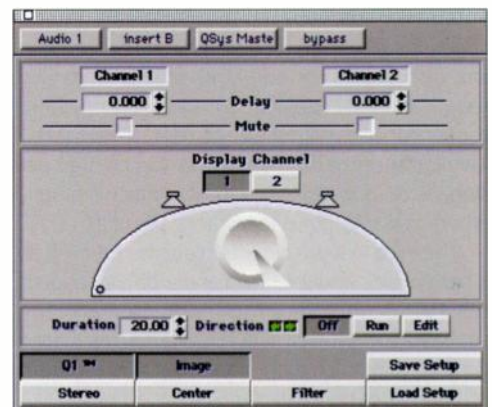 Audio 1 insert B QSys Maste bypass
Channel 1 Channel 2
0.000 Delay 0.000
Mute
Display Channel
1 2
Duration 20.00 Direction Off Run Edit
Q1 ™ Image Save Setup
Stereo Center Filter Load Setup